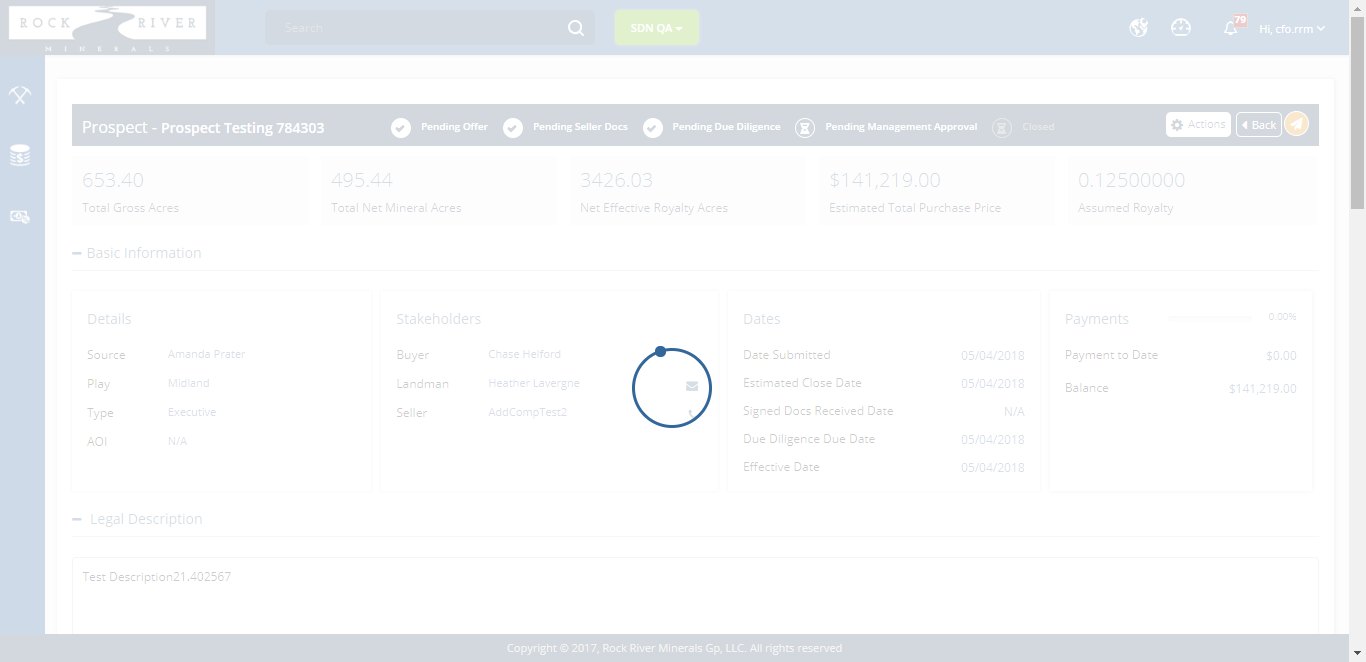 ROCK RIVER
MINERALS
Search
SDN QA
79
Hi, cfo.rrm
Prospect - Prospect Testing 784303
Pending Offer
Pending Seller Docs
Pending Due Diligence
Pending Management Approval
Closed
Actions
Back
653.40
Total Gross Acres
495.44
Total Net Mineral Acres
3426.03
Net Effective Royalty Acres
$141,219.00
Estimated Total Purchase Price
0.12500000
Assumed Royalty
Basic Information
Details
Source Amanda Prater
Play Midland
Type Executive
AOI N/A
Stakeholders
Buyer Chase Helford
Landman Heather Lavergne
Seller AddCompTest2
Dates
Date Submitted 05/04/2018
Estimated Close Date 05/04/2018
Signed Docs Received Date N/A
Due Diligence Due Date 05/04/2018
Effective Date 05/04/2018
Payments 0.00%
Payment to Date $0.00
Balance $141,219.00
Legal Description
Test Description21.402567
Copyright © 2017, Rock River Minerals Gp, LLC. All rights reserved